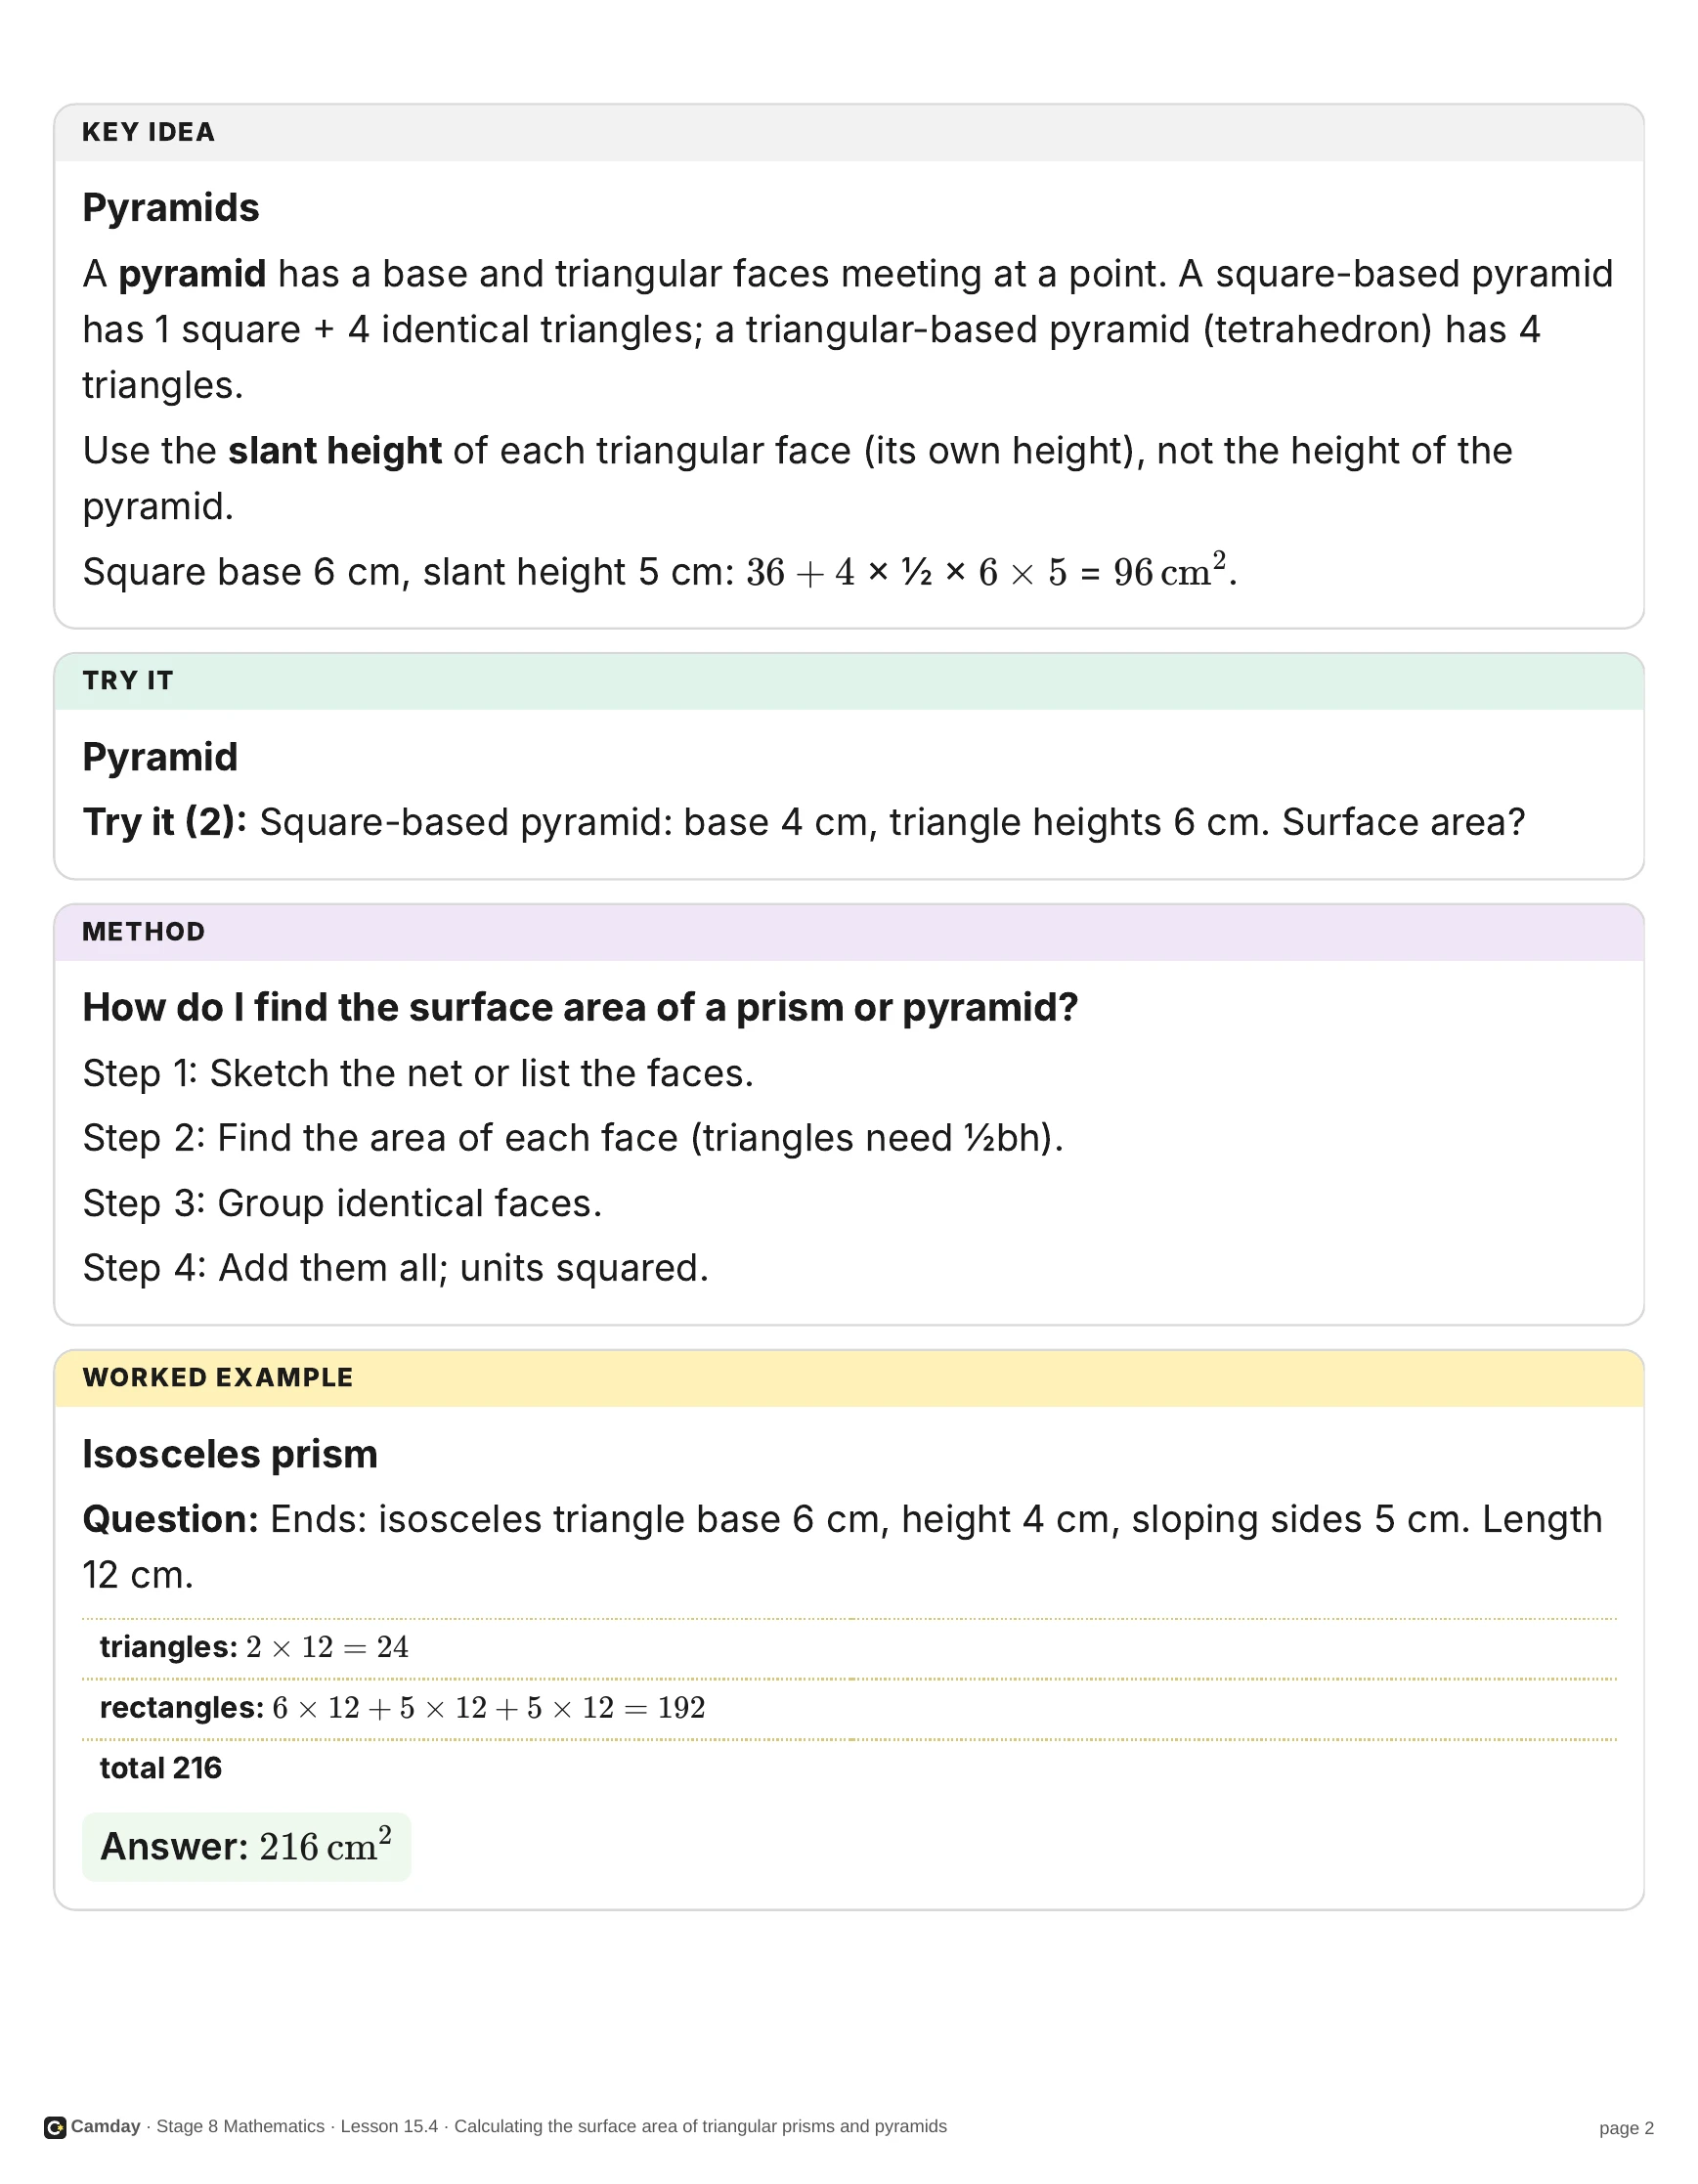 KEY IDEA
Pyramids
A pyramid has a base and triangular faces meeting at a point. A square-based pyramid
has 1 square + 4 identical triangles; a triangular-based pyramid (tetrahedron) has 4
triangles.
Use the slant height of each triangular face (its own height), not the height of the
pyramid.
Square base 6 cm, slant height 5 cm: 36 + 4 × ½ × 6 × 5 = 96 cm².
TRY IT
Pyramid
Try it (2): Square-based pyramid: base 4 cm, triangle heights 6 cm. Surface area?
METHOD
How do I find the surface area of a prism or pyramid?
Step 1: Sketch the net or list the faces.
Step 2: Find the area of each face (triangles need ½bh).
Step 3: Group identical faces.
Step 4: Add them all; units squared.
WORKED EXAMPLE
Isosceles prism
Question: Ends: isosceles triangle base 6 cm, height 4 cm, sloping sides 5 cm. Length
12 cm.
triangles: 2 × 12 = 24
rectangles: 6 × 12 + 5 × 12 + 5 × 12 = 192
total 216
Answer: 216 cm²
Camday · Stage 8 Mathematics · Lesson 15.4 · Calculating the surface area of triangular prisms and pyramids
page 2